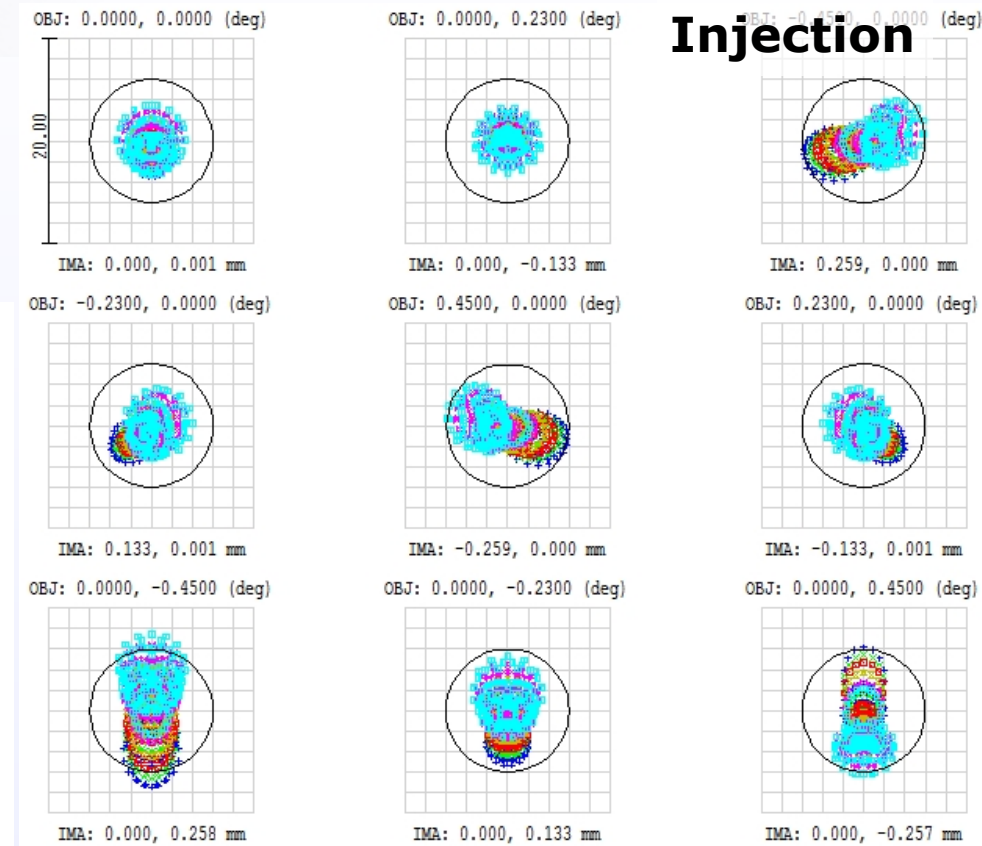 Injection
OBJ: 0.0000, 0.0000 (deg)
OBJ: 0.0000, 0.2300 (deg)
OBJ: -0.4500, 0.0000 (deg)
20.00
IMA: 0.000, 0.001 mm
IMA: 0.000, -0.133 mm
IMA: 0.259, 0.000 mm
OBJ: -0.2300, 0.0000 (deg)
OBJ: 0.4500, 0.0000 (deg)
OBJ: 0.2300, 0.0000 (deg)
IMA: 0.133, 0.001 mm
IMA: -0.259, 0.000 mm
IMA: -0.133, 0.001 mm
OBJ: 0.0000, -0.4500 (deg)
OBJ: 0.0000, -0.2300 (deg)
OBJ: 0.0000, 0.4500 (deg)
IMA: 0.000, 0.258 mm
IMA: 0.000, 0.133 mm
IMA: 0.000, -0.257 mm